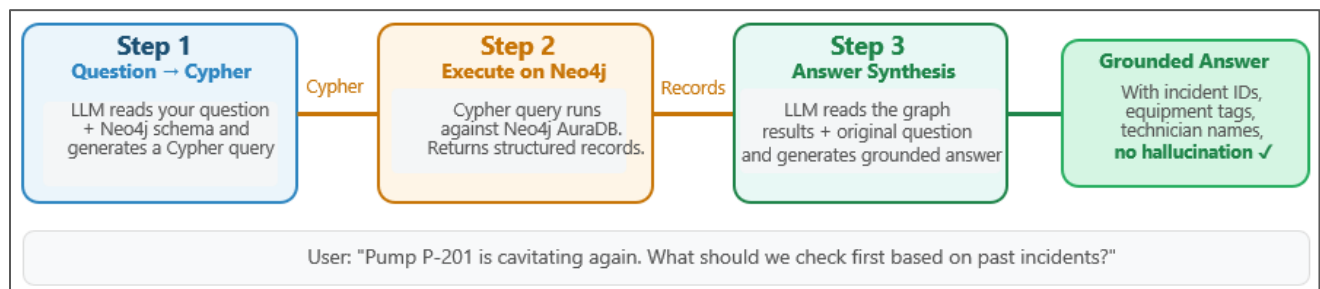 Step 1
Question → Cypher
LLM reads your question
+ Neo4j schema and
generates a Cypher query
Cypher
Step 2
Execute on Neo4j
Cypher query runs
against Neo4j AuraDB.
Returns structured records.
Records
Step 3
Answer Synthesis
LLM reads the graph
results + original question
and generates grounded answer
Grounded Answer
With incident IDs,
equipment tags,
technician names,
no hallucination ✓
User: "Pump P-201 is cavitating again. What should we check first based on past incidents?"